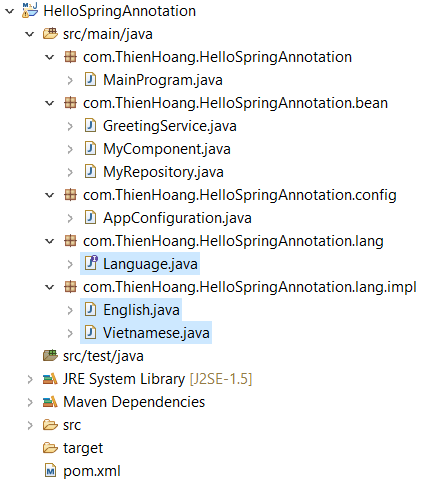 HelloSpringAnnotation
src/main/java
com.ThienHoang.HelloSpringAnnotation
MainProgram.java
com.ThienHoang.HelloSpringAnnotation.bean
GreetingService.java
MyComponent.java
MyRepository.java
com.ThienHoang.HelloSpringAnnotation.config
AppConfiguration.java
com.ThienHoang.HelloSpringAnnotation.lang
Language.java
com.ThienHoang.HelloSpringAnnotation.lang.impl
English.java
Vietnamese.java
src/test/java
JRE System Library [J2SE-1.5]
Maven Dependencies
src
target
pom.xml